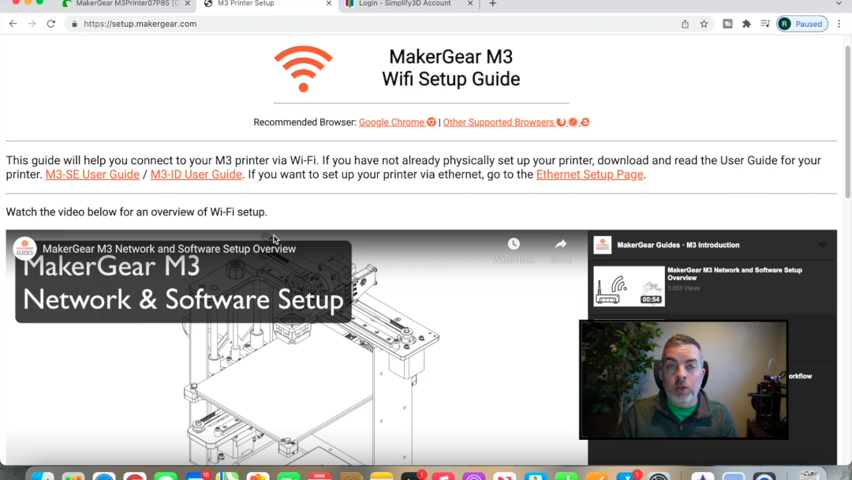 MakerGear M3Printer07P85 [C
M3 Printer Setup
Login - Simplify3D Account
https://setup.makergear.com
Paused
MakerGear M3
Wifi Setup Guide
Recommended Browser: Google Chrome | Other Supported Browsers
This guide will help you connect to your M3 printer via Wi-Fi. If you have not already physically set up your printer, download and read the User Guide for your
printer. M3-SE User Guide / M3-ID User Guide. If you want to set up your printer via ethernet, go to the Ethernet Setup Page.
Watch the video below for an overview of Wi-Fi setup.
MakerGear M3 Network and Software Setup Overview
MakerGear M3
Network & Software Setup
GUIDES
Watch later
Share
MakerGear Guides • M3 Introduction
MakerGear M3 Network and Software Setup
Overview
3,053 Views
00:54
orkflow